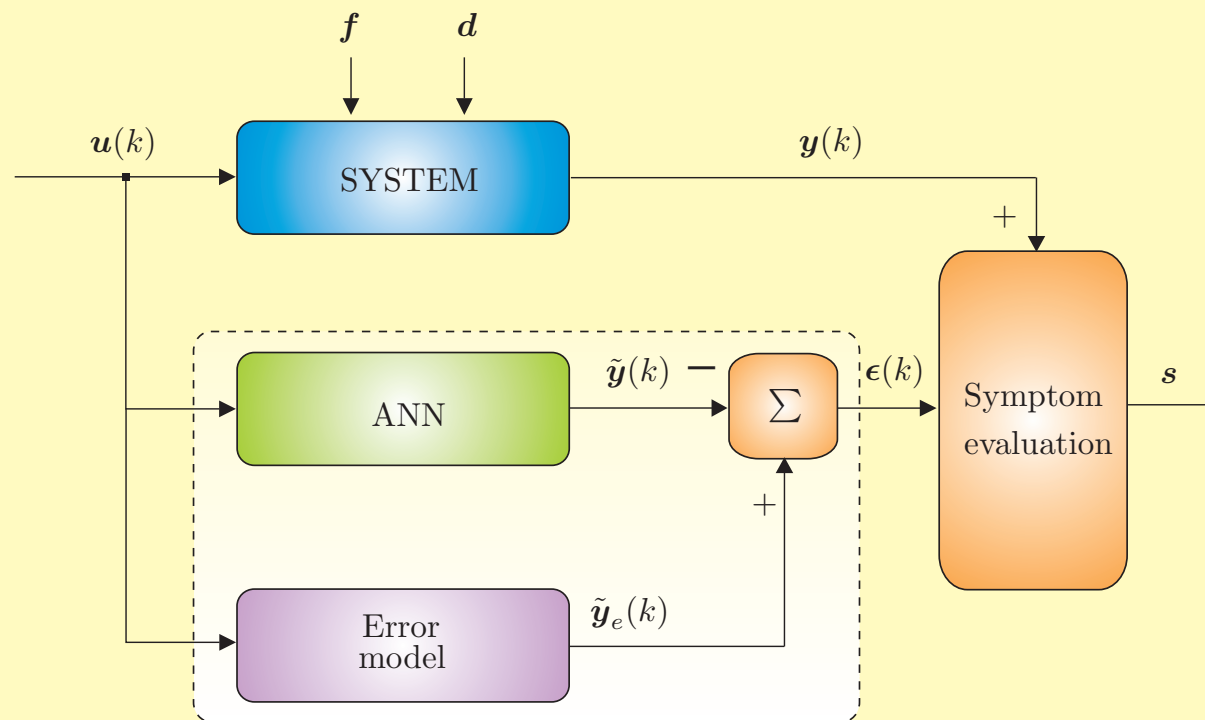 f d
u(k)
SYSTEM
y(k)
+
ANN
ỹ(k) −
∑
ϵ(k)
Symptom
evaluation
s
+
Error
model
ỹₑ(k)